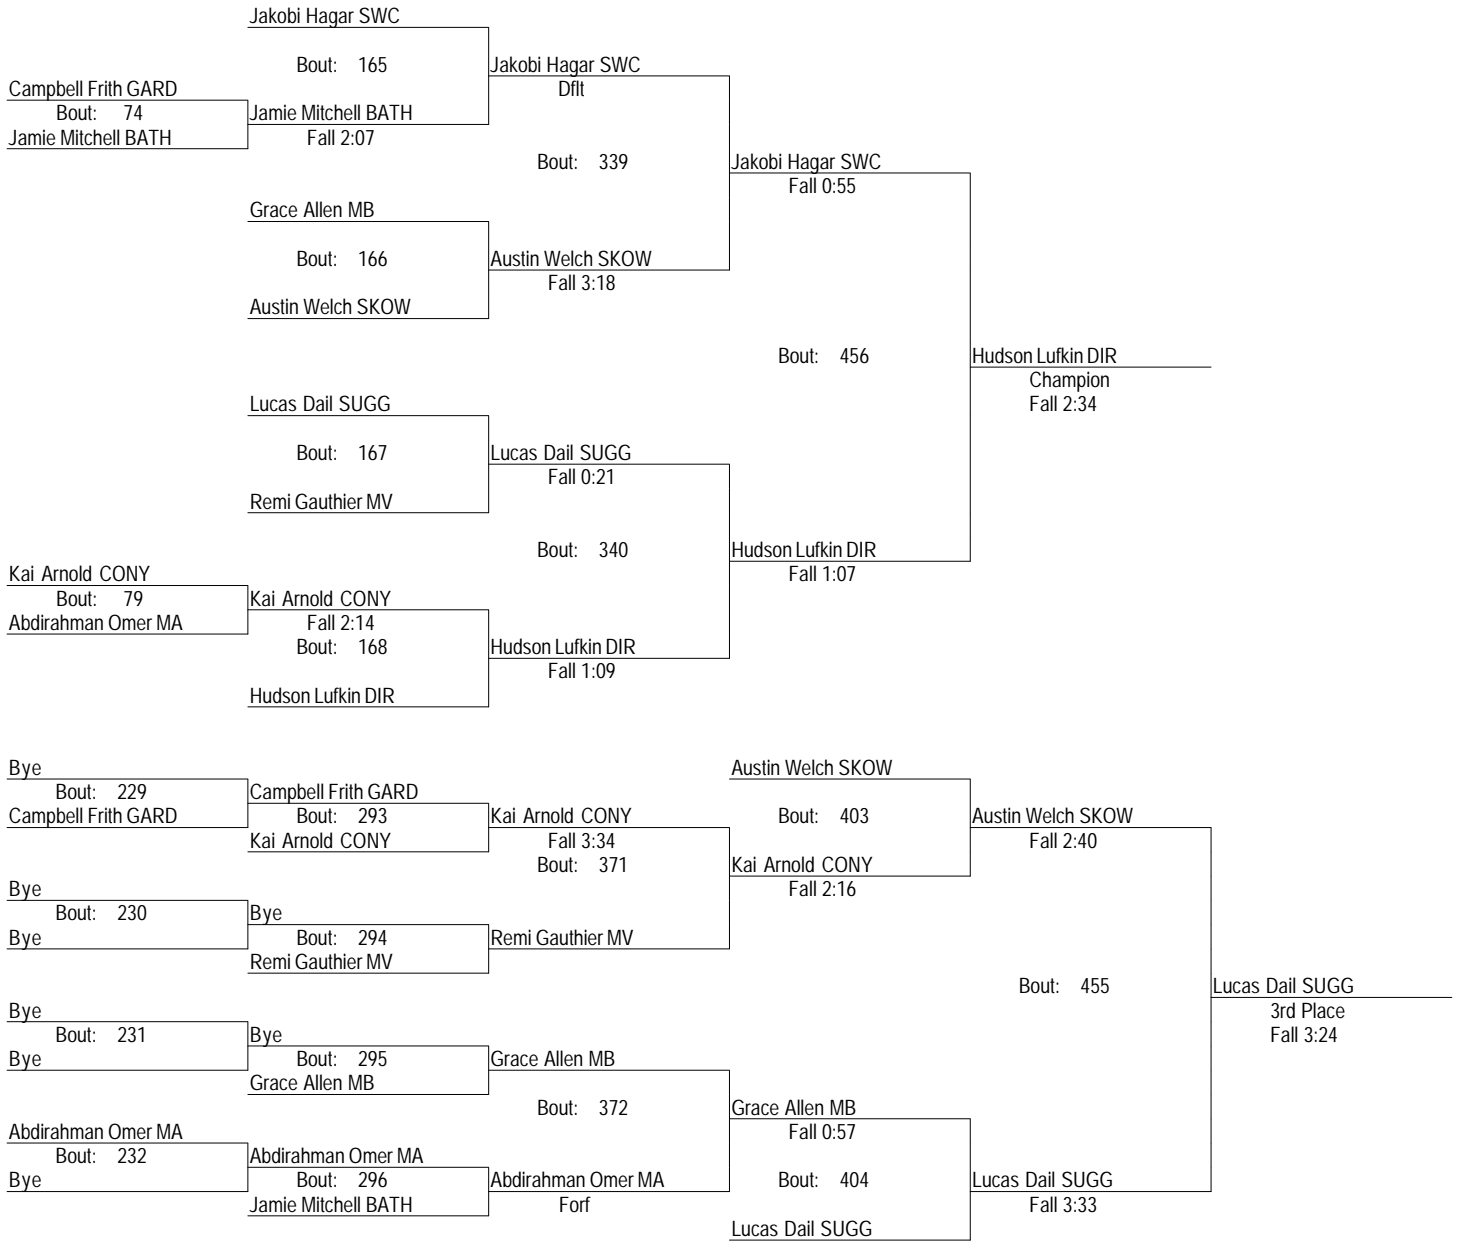 Jakobi Hagar SWC
Bout: 165
Jakobi Hagar SWC
Dflt
Campbell Frith GARD
Bout: 74
Jamie Mitchell BATH
Jamie Mitchell BATH
Fall 2:07
Bout: 339
Jakobi Hagar SWC
Fall 0:55
Grace Allen MB
Bout: 166
Austin Welch SKOW
Fall 3:18
Austin Welch SKOW
Bout: 456
Hudson Lufkin DIR
Champion
Fall 2:34
Lucas Dail SUGG
Bout: 167
Lucas Dail SUGG
Fall 0:21
Remi Gauthier MV
Bout: 340
Hudson Lufkin DIR
Fall 1:07
Kai Arnold CONY
Bout: 79
Kai Arnold CONY
Abdirahman Omer MA
Fall 2:14
Bout: 168
Hudson Lufkin DIR
Fall 1:09
Hudson Lufkin DIR
Bye
Bout: 229
Campbell Frith GARD
Campbell Frith GARD
Bout: 293
Kai Arnold CONY
Kai Arnold CONY
Fall 3:34
Bout: 371
Austin Welch SKOW
Bout: 403
Austin Welch SKOW
Fall 2:40
Kai Arnold CONY
Fall 2:16
Bye
Bout: 230
Bye
Bye
Bout: 294
Remi Gauthier MV
Remi Gauthier MV
Bout: 455
Lucas Dail SUGG
3rd Place
Fall 3:24
Bye
Bout: 231
Bye
Bye
Bout: 295
Grace Allen MB
Grace Allen MB
Bout: 372
Grace Allen MB
Fall 0:57
Abdirahman Omer MA
Bout: 232
Bye
Abdirahman Omer MA
Bout: 296
Jamie Mitchell BATH
Abdirahman Omer MA
Forf
Bout: 404
Lucas Dail SUGG
Fall 3:33
Lucas Dail SUGG